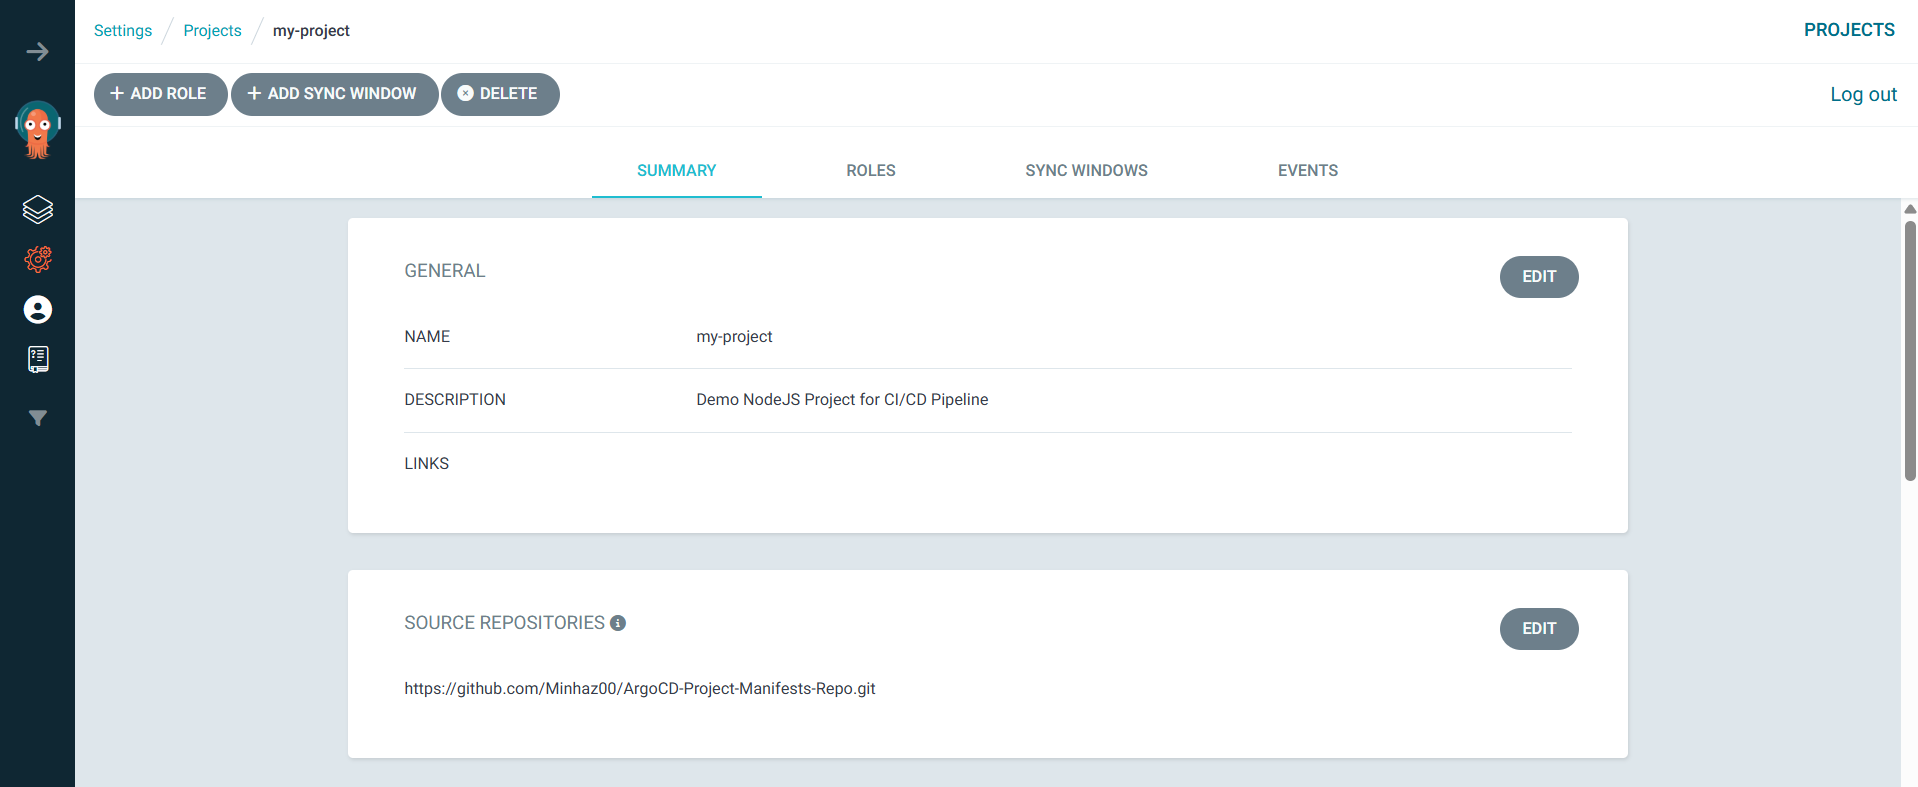 Settings / Projects / my-project
PROJECTS
+ ADD ROLE
+ ADD SYNC WINDOW
DELETE
Log out
SUMMARY
ROLES
SYNC WINDOWS
EVENTS
GENERAL
EDIT
NAME my-project
DESCRIPTION Demo NodeJS Project for CI/CD Pipeline
LINKS
SOURCE REPOSITORIES
EDIT
https://github.com/Minhaz00/ArgoCD-Project-Manifests-Repo.git